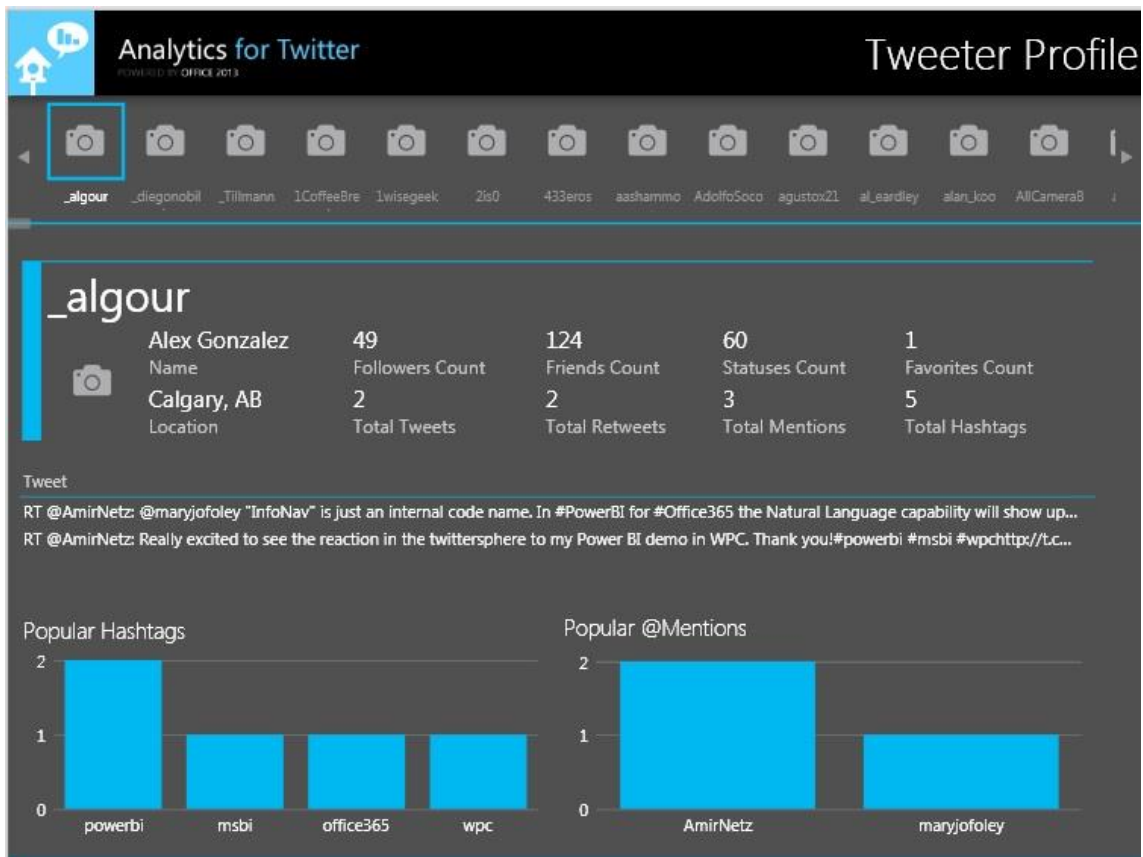 Analytics for Twitter
POWERED BY OFFICE 2013
Tweeter Profile
_algour _diegonobil _Tillmann 1CoffeeBre 1wisegeek 2is0 433eros aashammo AdolfoSoco agustox21 al_eardley alan_koo AllCameraB
_algour
Alex Gonzalez 49 124 60 1
Name Followers Count Friends Count Statuses Count Favorites Count
Calgary, AB 2 2 3 5
Location Total Tweets Total Retweets Total Mentions Total Hashtags
Tweet
RT @AmirNetz: @maryjofoley "InfoNav" is just an internal code name. In #PowerBI for #Office365 the Natural Language capability will show up...
RT @AmirNetz: Really excited to see the reaction in the twittersphere to my Power BI demo in WPC. Thank you!#powerbi #msbi #wpchttp://t.c...
Popular Hashtags
2
1
0
powerbi msbi office365 wpc
Popular @Mentions
2
1
0
AmirNetz maryjofoley